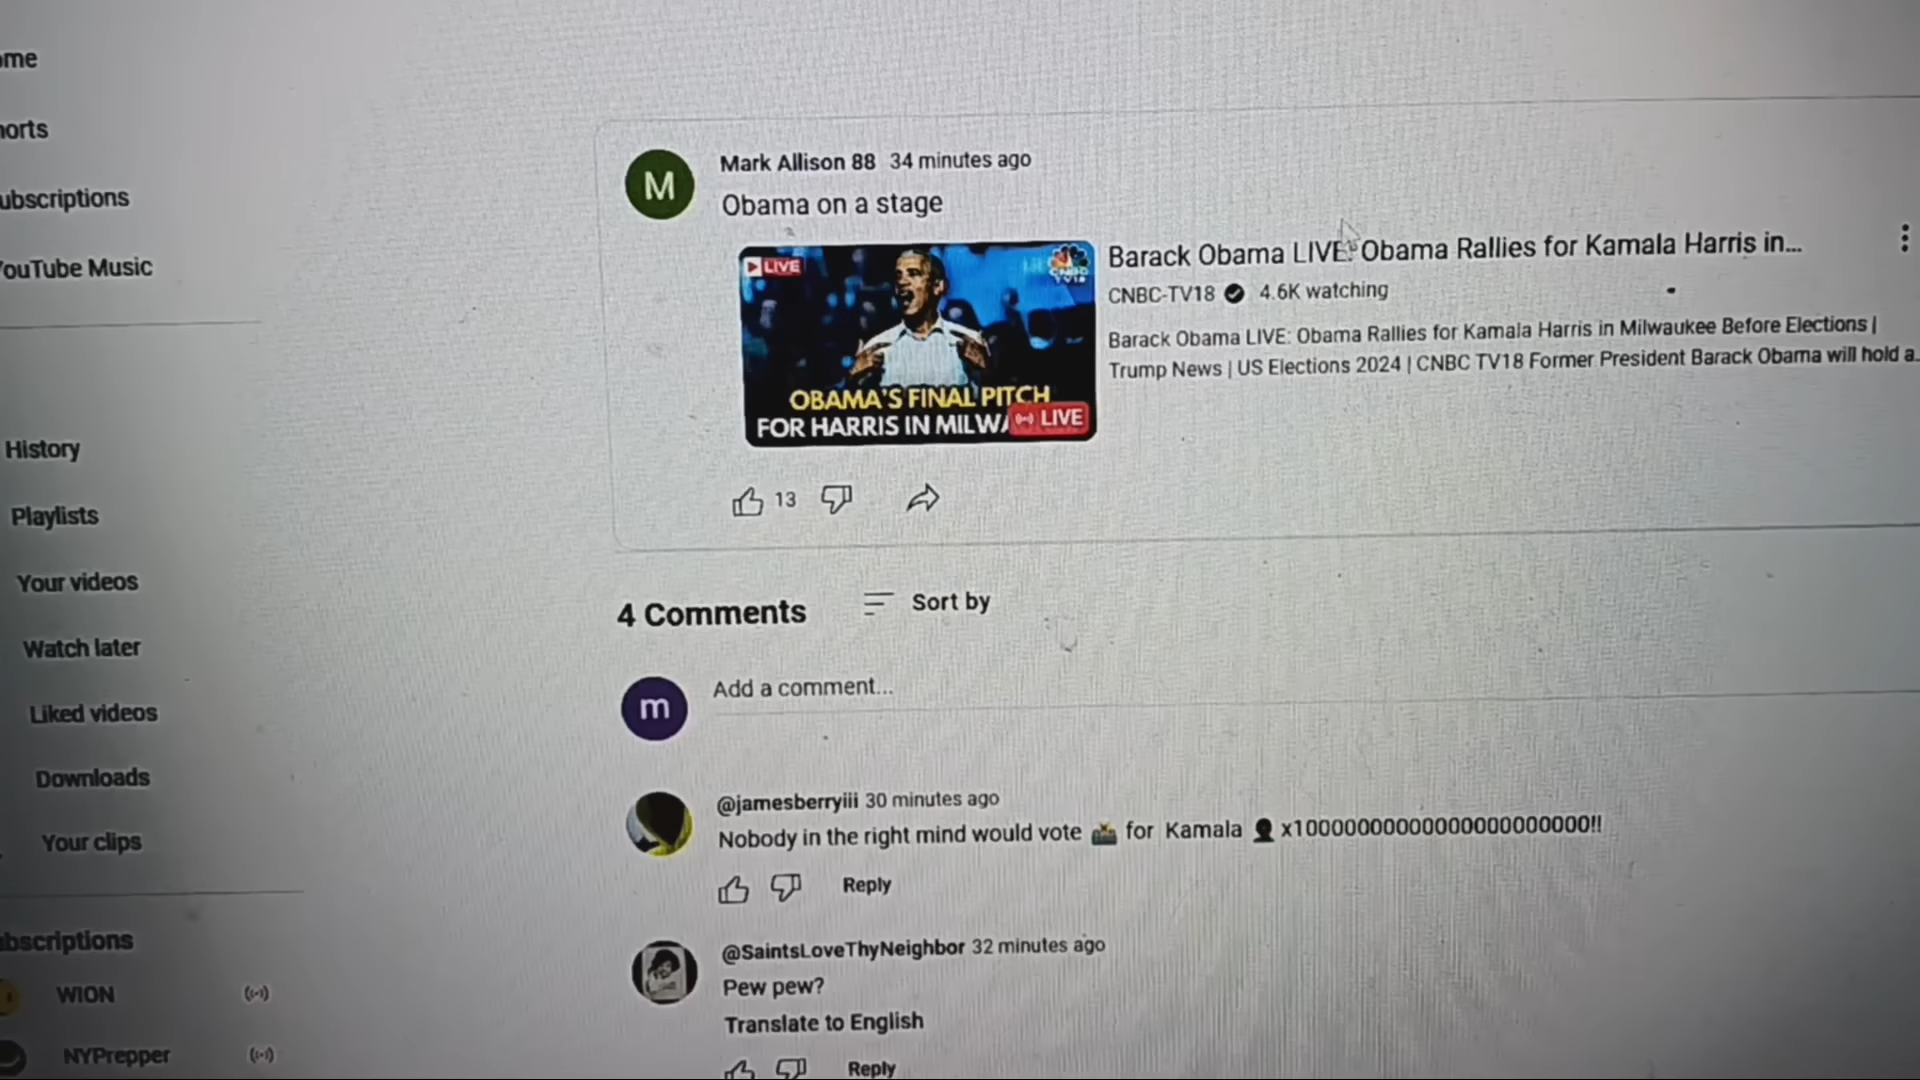 ome
horts
ubscriptions
YouTube Music
History
Playlists
Your videos
Watch later
Liked videos
Downloads
Your clips
bscriptions
WION
NYPrepper
M
Mark Allison 88 34 minutes ago
Obama on a stage
LIVE
CNBC
TV18
OBAMA'S FINAL PITCH
FOR HARRIS IN MILWA
LIVE
Barack Obama LIVE: Obama Rallies for Kamala Harris in...
CNBC-TV18 4.6K watching
Barack Obama LIVE: Obama Rallies for Kamala Harris in Milwaukee Before Elections |
Trump News | US Elections 2024 | CNBC TV18 Former President Barack Obama will hold a..
13
4 Comments Sort by
m
Add a comment...
@jamesberryiii 30 minutes ago
Nobody in the right mind would vote 🗳 for Kamala 👤 
Reply
@SaintsLoveThyNeighbor 32 minutes ago
Pew pew?
Translate to English
Reply